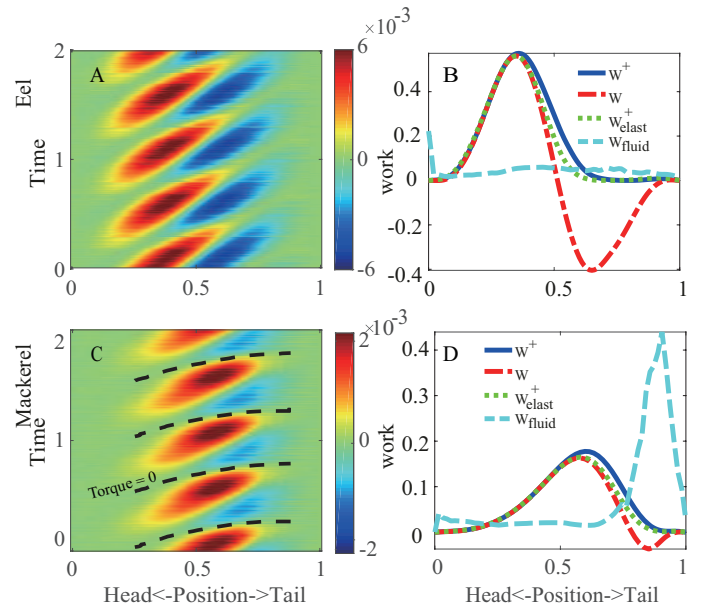 ×10⁻³
Eel
Time
A
2
1
0
0
0.5
1
6
0
-6
B
work
0.4
0.2
0
-0.2
-0.4
0
0.5
1
W⁺
W
W⁺elast
Wfluid
×10⁻³
Mackerel
Time
C
Torque = 0
2
1
0
0
0.5
1
2
0
-2
Head<-Position->Tail
D
work
0.4
0.3
0.2
0.1
0
0
0.5
1
W⁺
W
W⁺elast
Wfluid
Head<-Position->Tail